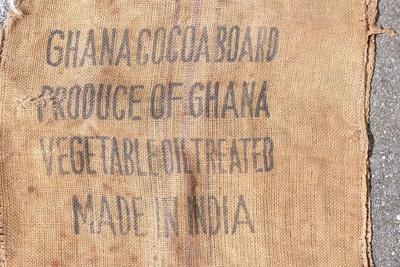 GHANA COCOA BOARD
PRODUCE OF GHANA
VEGETABLE OIL TREATED
MADE IN INDIA